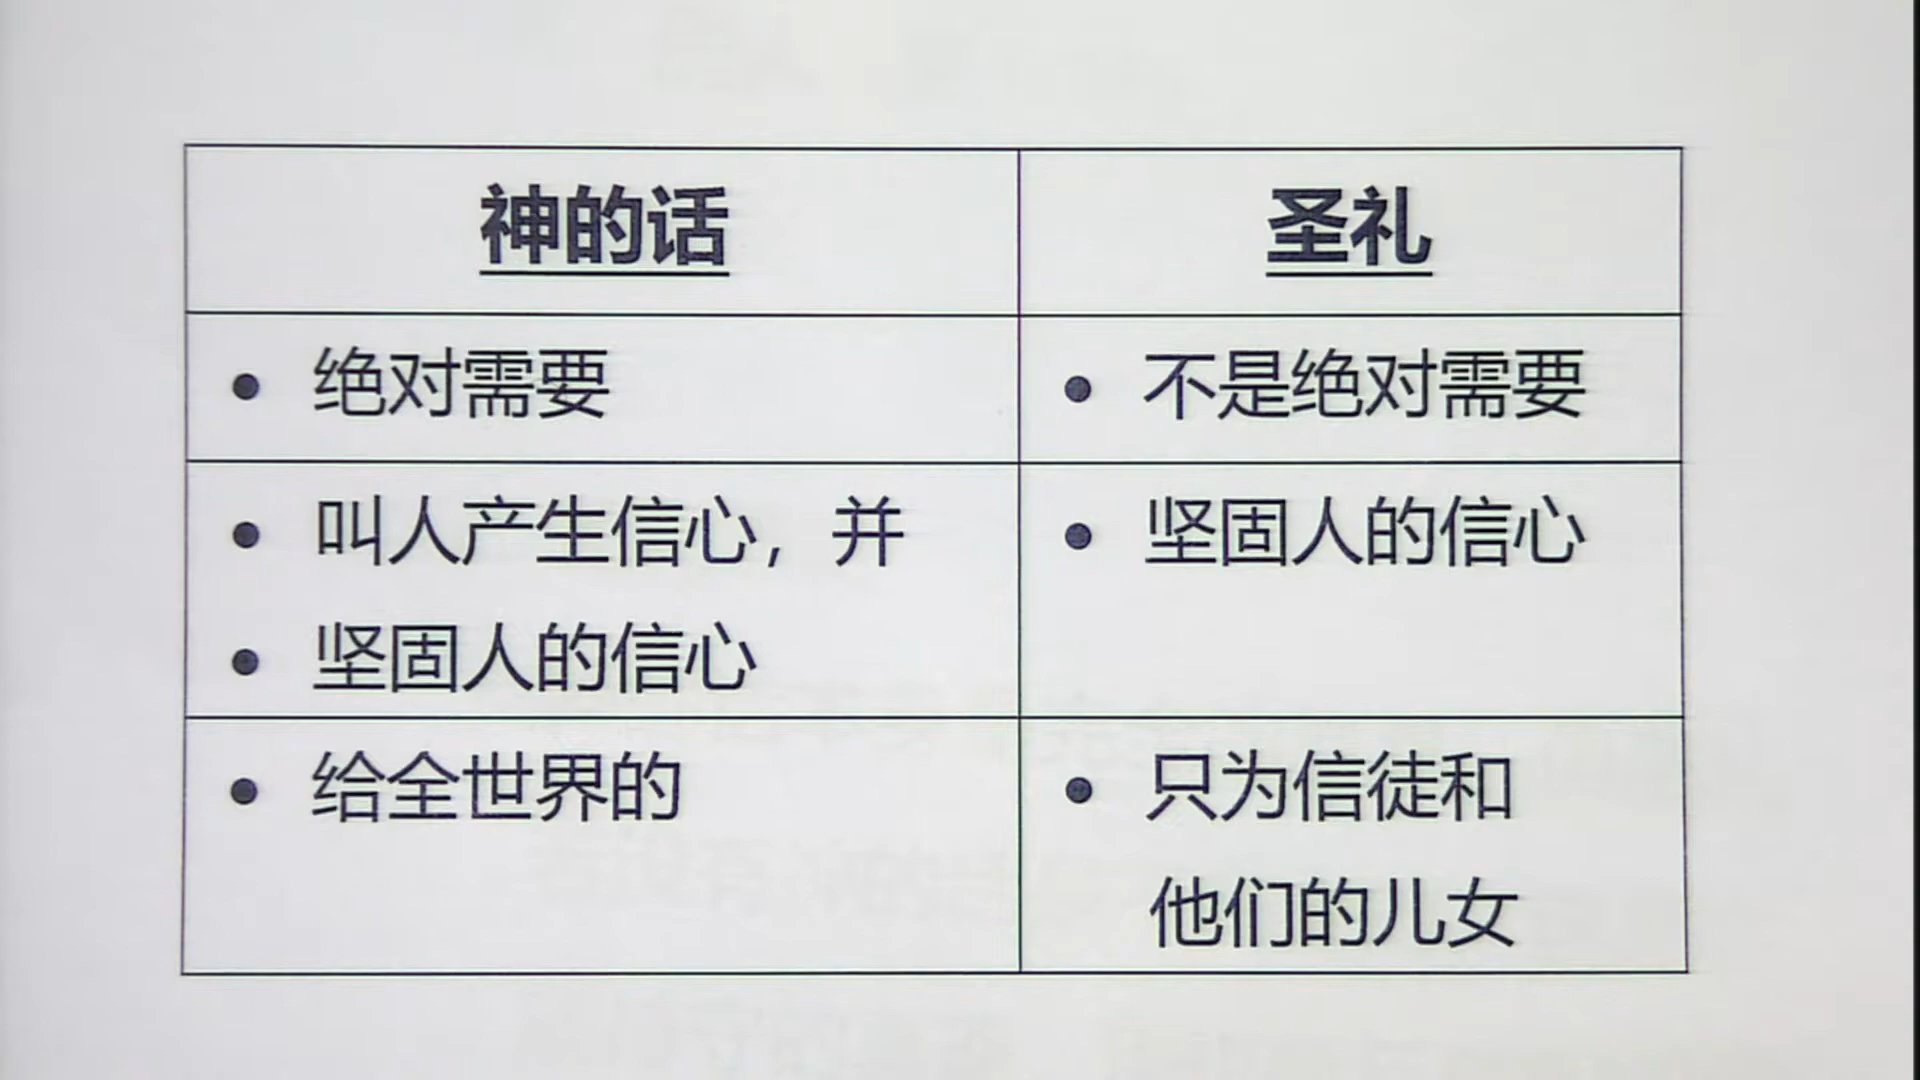 神的话
圣礼
• 绝对需要
• 不是绝对需要
• 叫人产生信心，并
• 坚固人的信心
• 坚固人的信心
• 给全世界的
• 只为信徒和
他们的儿女